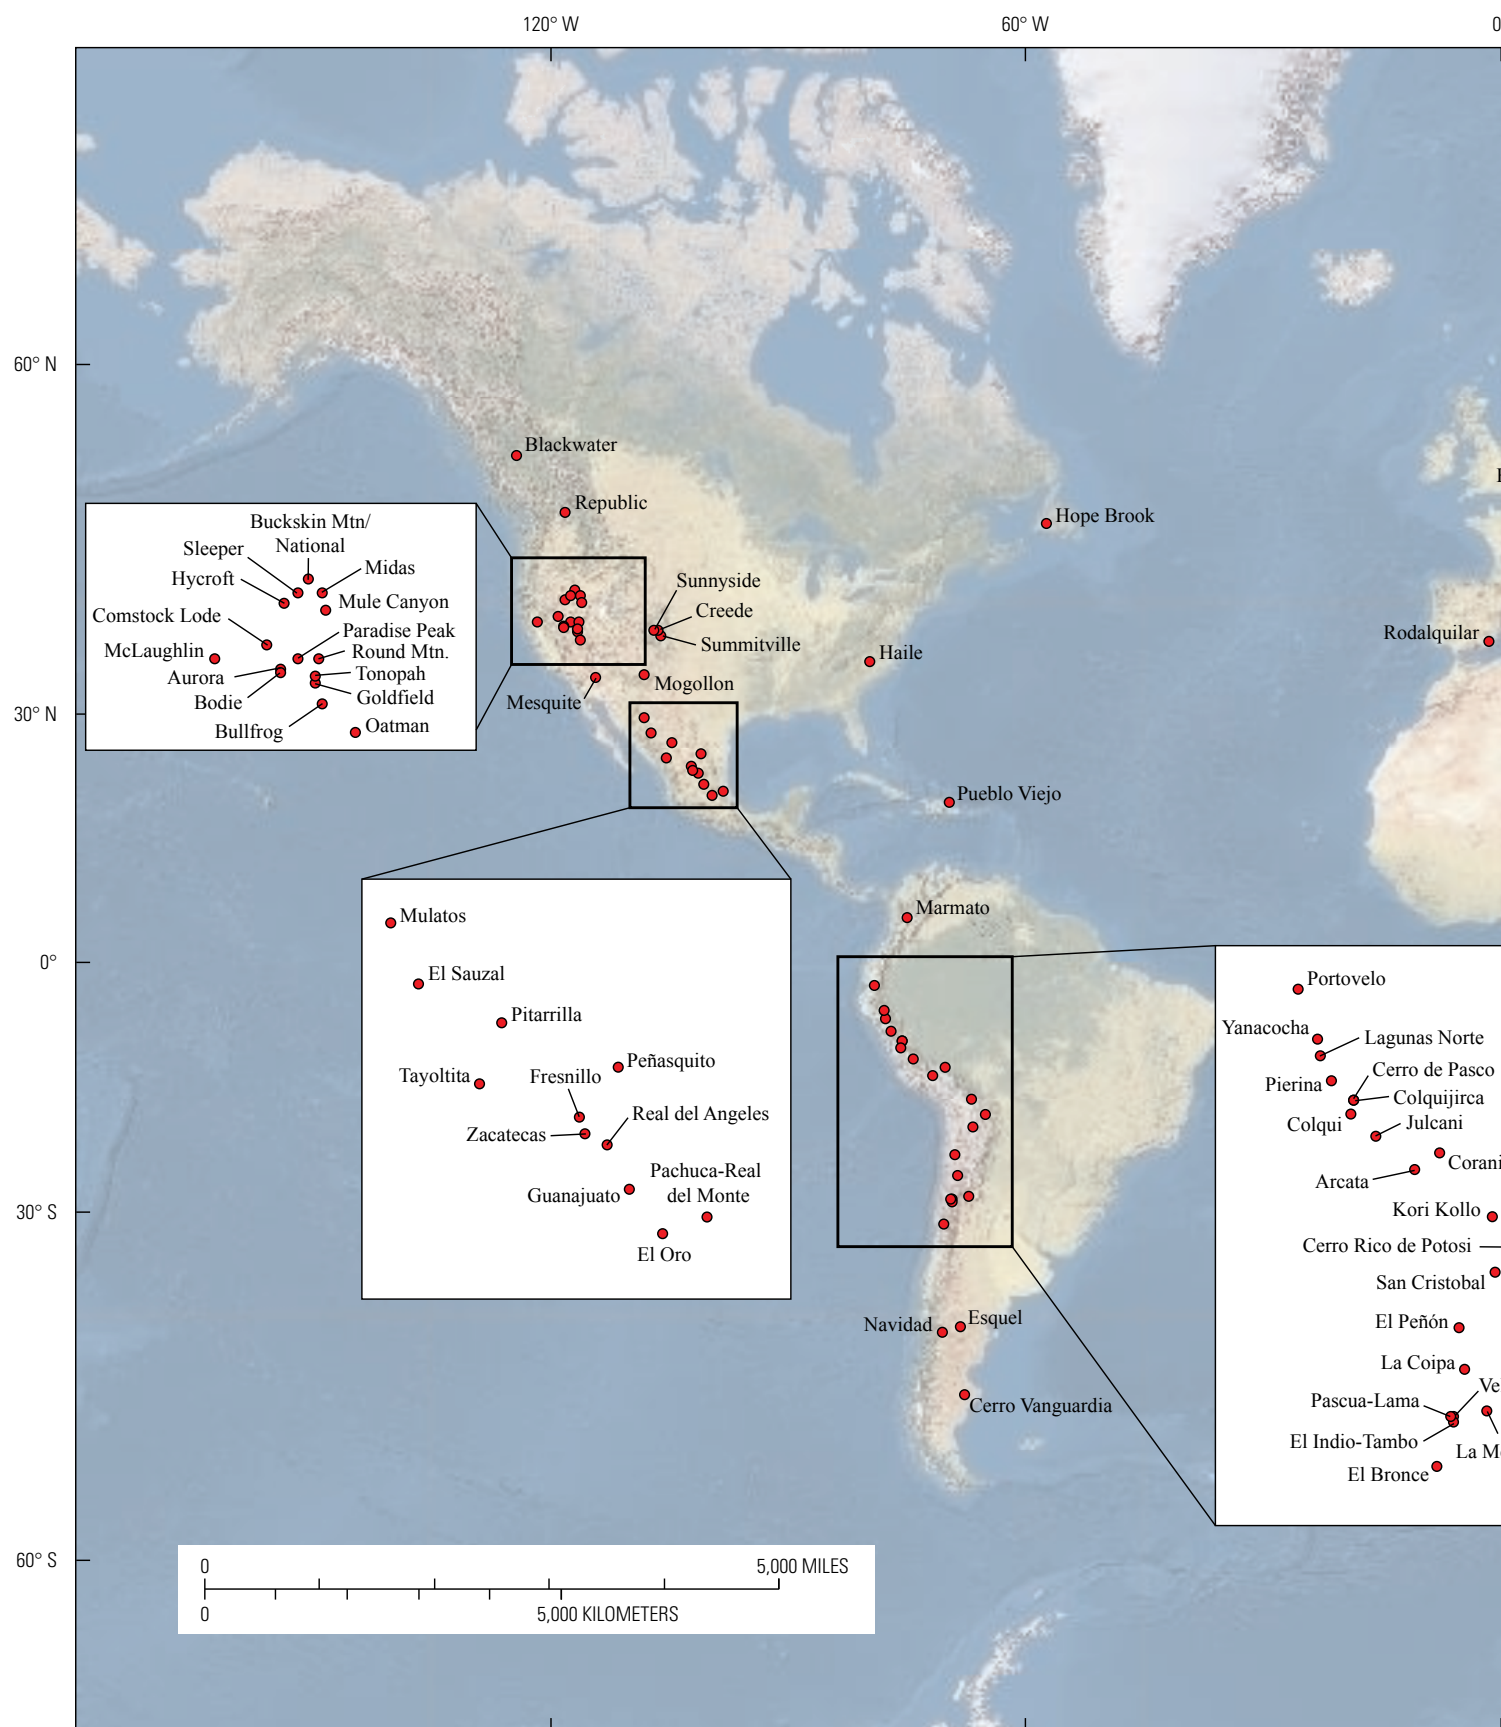 120° W
60° W
0
60° N
30° N
0°
30° S
60° S
Blackwater
Republic
Hope Brook
Buckskin Mtn/
National
Sleeper
Midas
Hycroft
Mule Canyon
Comstock Lode
Paradise Peak
McLaughlin
Round Mtn.
Aurora
Tonopah
Bodie
Goldfield
Bullfrog
Oatman
Sunnyside
Creede
Summitville
Haile
Rodalquilar
Mogollon
Mesquite
Pueblo Viejo
Marmato
Mulatos
El Sauzal
Pitarrilla
Peñasquito
Tayoltita
Fresnillo
Real del Angeles
Zacatecas
Pachuca-Real
del Monte
Guanajuato
El Oro
Portovelo
Yanacocha
Lagunas Norte
Cerro de Pasco
Pierina
Colquijirca
Colqui
Julcani
Corani
Arcata
Kori Kollo
Cerro Rico de Potosi
San Cristobal
El Peñón
La Coipa
Ve
Pascua-Lama
El Indio-Tambo
La M
El Bronce
Navidad
Esquel
Cerro Vanguardia
0
5,000 MILES
0
5,000 KILOMETERS